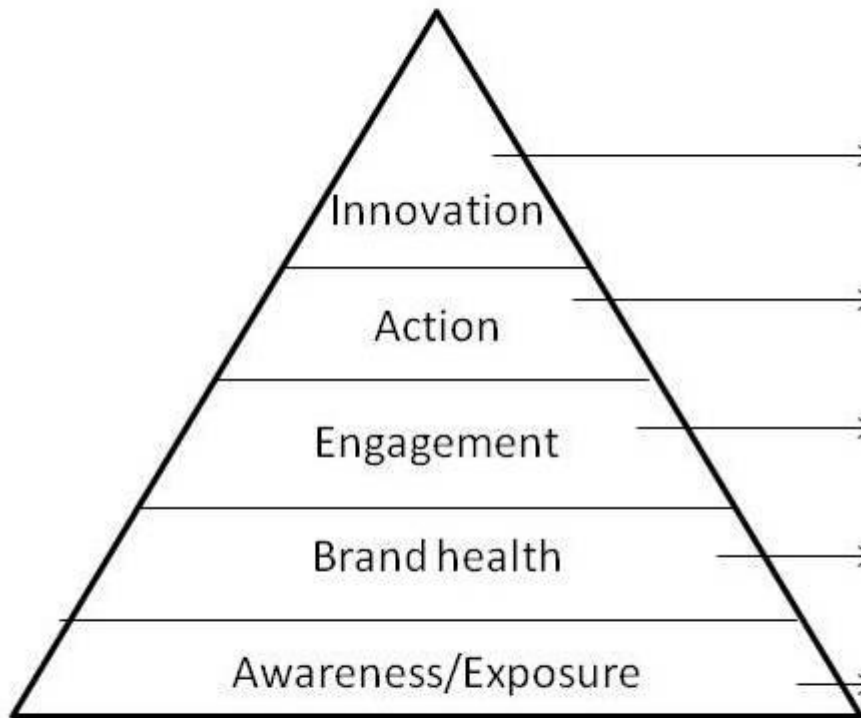 Innovation
Action
Engagement
Brand health
Awareness/Exposure